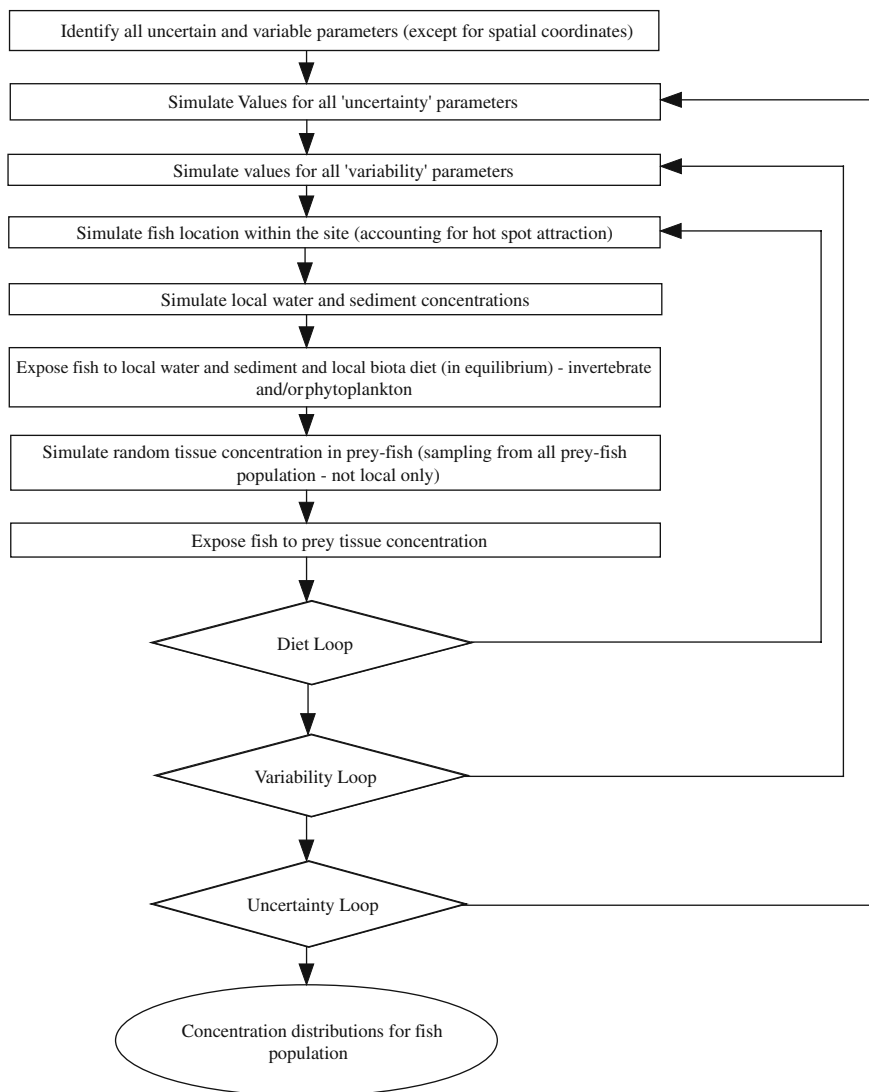 Identify all uncertain and variable parameters (except for spatial coordinates)
Simulate Values for all 'uncertainty' parameters
Simulate values for all 'variability' parameters
Simulate fish location within the site (accounting for hot spot attraction)
Simulate local water and sediment concentrations
Expose fish to local water and sediment and local biota diet (in equilibrium) - invertebrate
and/orphytoplankton
Simulate random tissue concentration in prey-fish (sampling from all prey-fish
population - not local only)
Expose fish to prey tissue concentration
Diet Loop
Variability Loop
Uncertainty Loop
Concentration distributions for fish
population